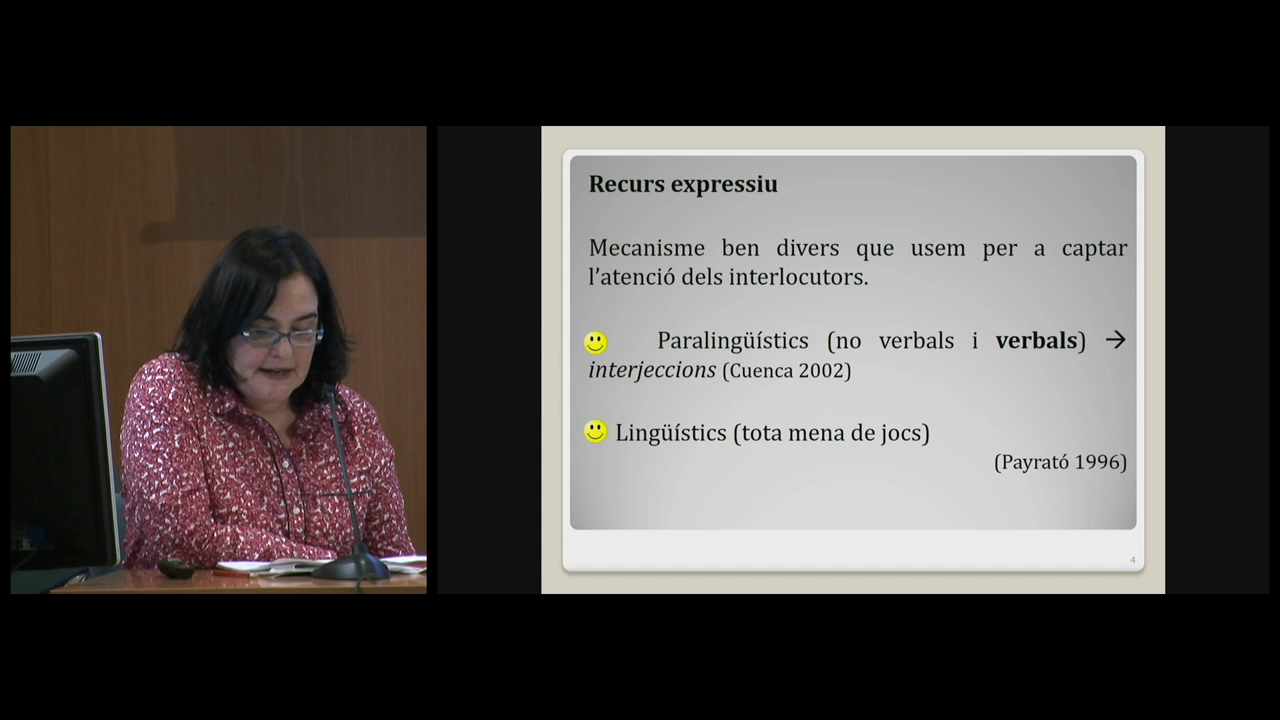 Recurs expressiu
Mecanisme ben divers que usem per a captar
l’atenció dels interlocutors.
Paralingüístics (no verbals i verbals) →
interjeccions (Cuenca 2002)
Lingüístics (tota mena de jocs)
(Payrató 1996)
4